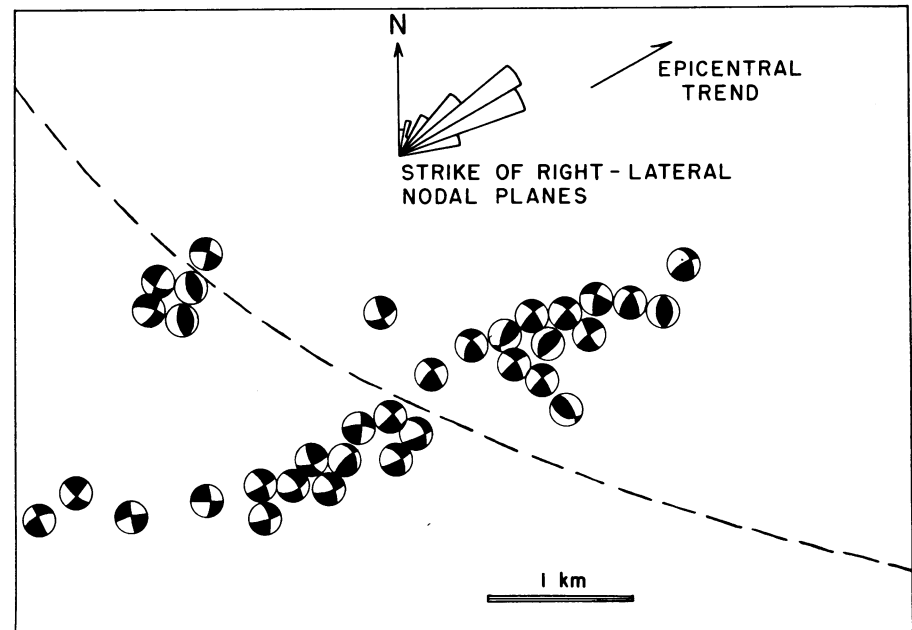 N
EPICENTRAL
TREND
STRIKE OF RIGHT-LATERAL
NODAL PLANES
1 km